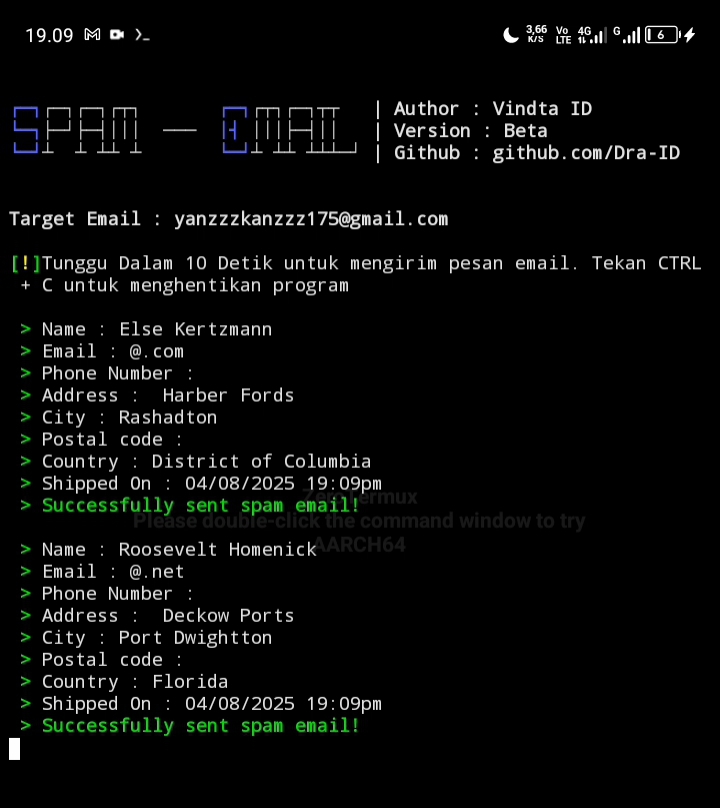 19.09 3,66 K/S Vo LTE 4G G 6
SPAM — EMAIL
| Author : Vindta ID
| Version : Beta
| Github : github.com/Dra-ID
Target Email : yanzzzkanzzz175@gmail.com
[!]Tunggu Dalam 10 Detik untuk mengirim pesan email. Tekan CTRL
+ C untuk menghentikan program
> Name : Else Kertzmann
> Email : @.com
> Phone Number :
> Address :  Harber Fords
> City : Rashadton
> Postal code :
> Country : District of Columbia
> Shipped On : 04/08/2025 19:09pm
> Successfully sent spam email!
ZeroTermux
Please double-click the command window to try
AARCH64
> Name : Roosevelt Homenick
> Email : @.net
> Phone Number :
> Address :  Deckow Ports
> City : Port Dwightton
> Postal code :
> Country : Florida
> Shipped On : 04/08/2025 19:09pm
> Successfully sent spam email!